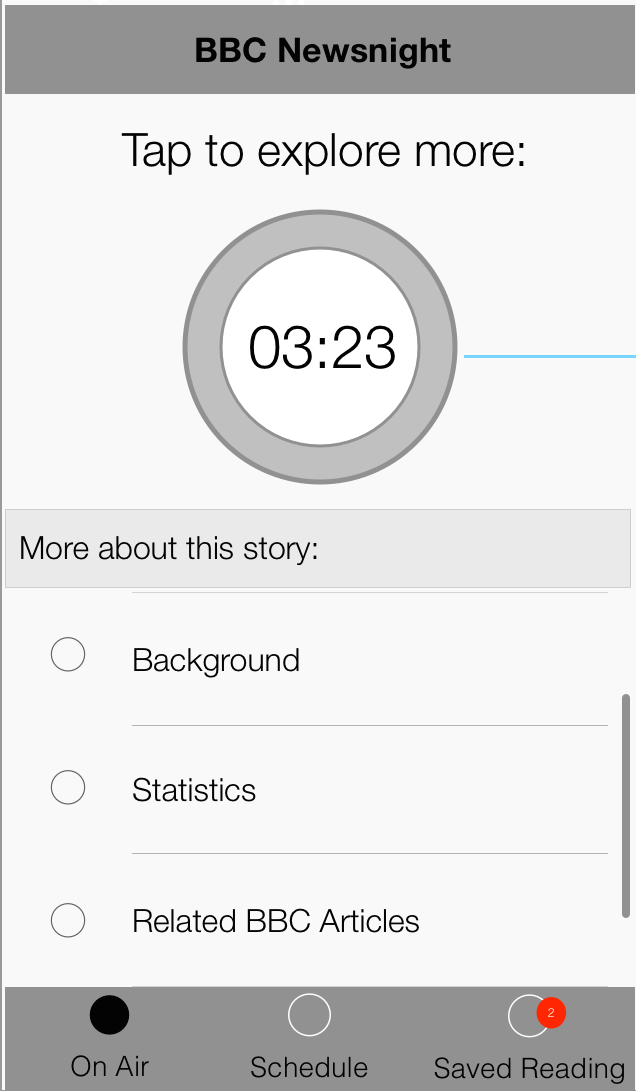 BBC Newsnight
Tap to explore more:
03:23
More about this story:
Background
Statistics
Related BBC Articles
2
On Air
Schedule
Saved Reading